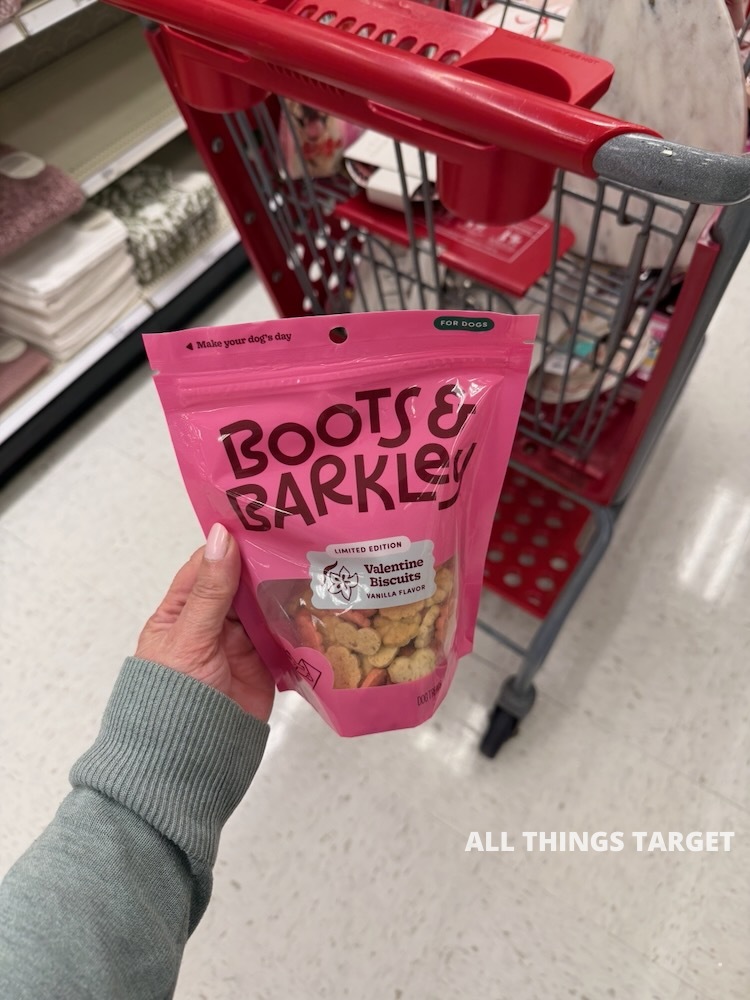 ◀ Make your dog's day
FOR DOGS
BOOTS &
BARKLEY
LIMITED EDITION
Valentine
Biscuits
VANILLA FLAVOR
ALL THINGS TARGET